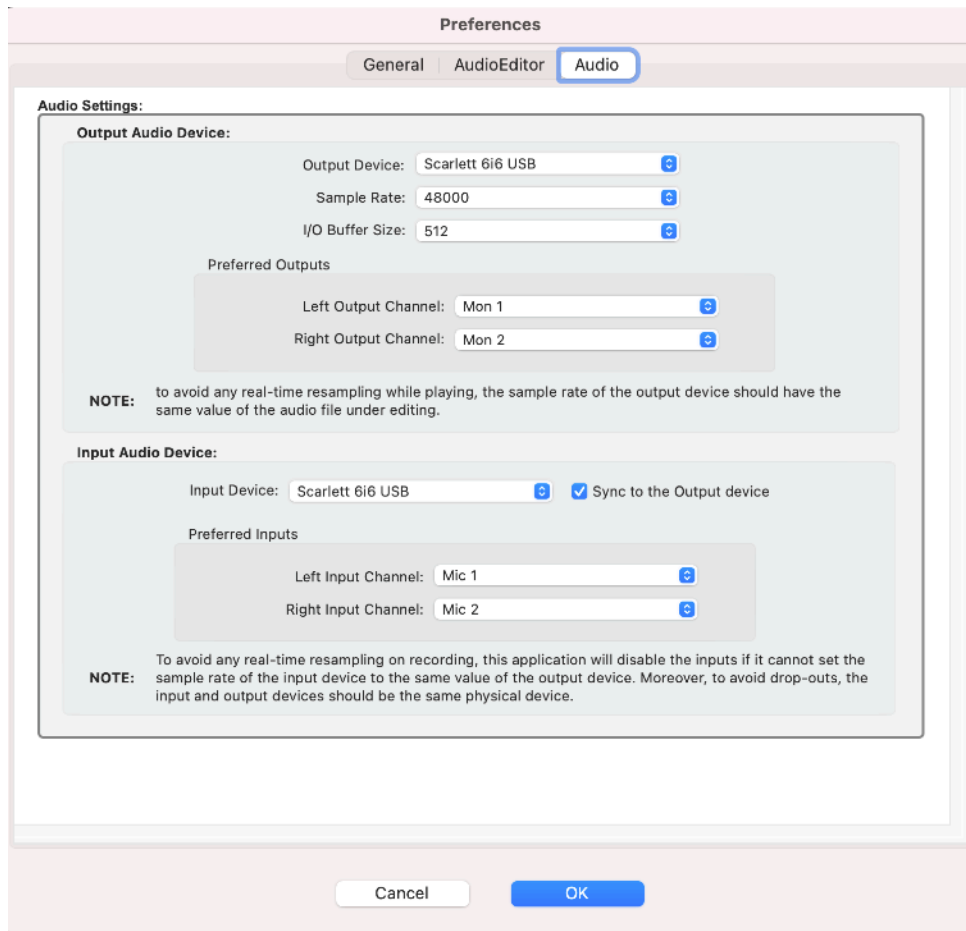 Preferences
General AudioEditor Audio
Audio Settings:
Output Audio Device:
Output Device: Scarlett 6i6 USB
Sample Rate: 48000
I/O Buffer Size: 512
Preferred Outputs
Left Output Channel: Mon 1
Right Output Channel: Mon 2
NOTE: to avoid any real-time resampling while playing, the sample rate of the output device should have the
same value of the audio file under editing.
Input Audio Device:
Input Device: Scarlett 6i6 USB Sync to the Output device
Preferred Inputs
Left Input Channel: Mic 1
Right Input Channel: Mic 2
To avoid any real-time resampling on recording, this application will disable the inputs if it cannot set the
NOTE: sample rate of the input device to the same value of the output device. Moreover, to avoid drop-outs, the
input and output devices should be the same physical device.
Cancel OK